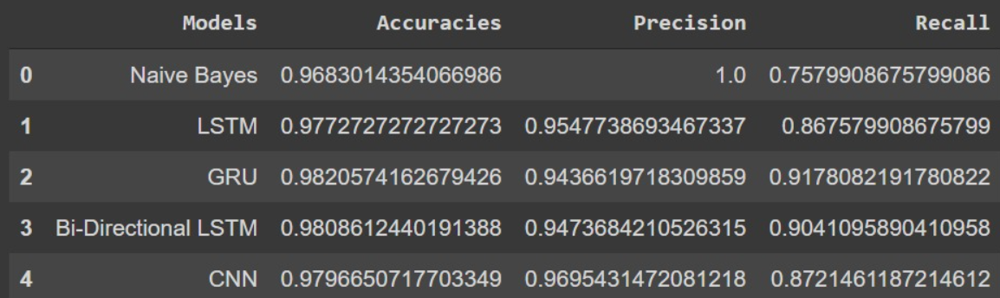 Models Accuracies Precision Recall
0 Naive Bayes 0.9683014354066986 1.0 0.7579908675799086
1 LSTM 0.9772727272727273 0.9547738693467337 0.867579908675799
2 GRU 0.9820574162679426 0.9436619718309859 0.9178082191780822
3 Bi-Directional LSTM 0.9808612440191388 0.9473684210526315 0.9041095890410958
4 CNN 0.9796650717703349 0.9695431472081218 0.8721461187214612